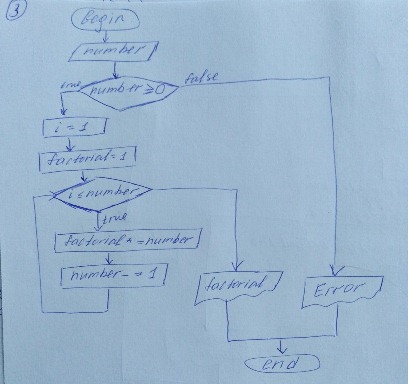 3
Begin
number
true
number ≥ 0
false
i = 1
factorial = 1
i ≤ number
true
factorial * = number
number - = 1
factorial
Error
end